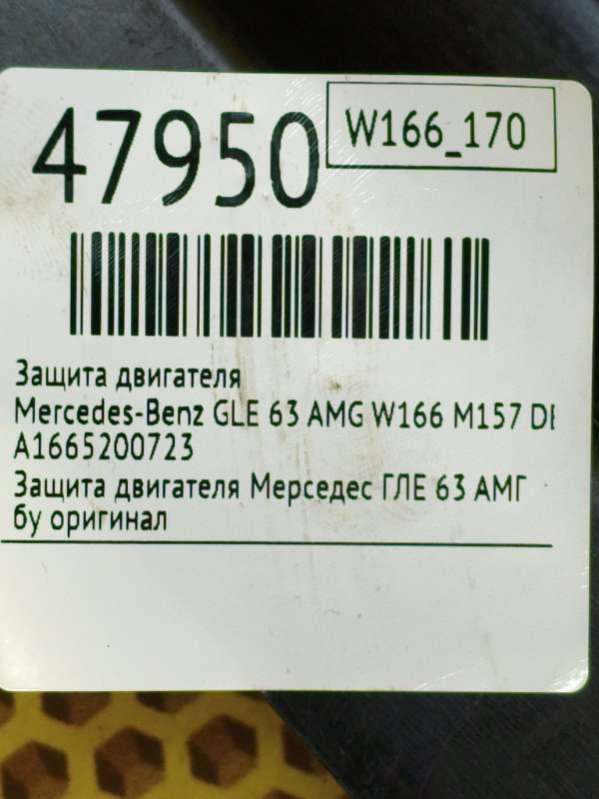 47950
W166_170
Защита двигателя
Mercedes-Benz GLE 63 AMG W166 M157
A1665200723
Защита двигателя Мерседес ГЛЕ 63 АМГ
бу оригинал